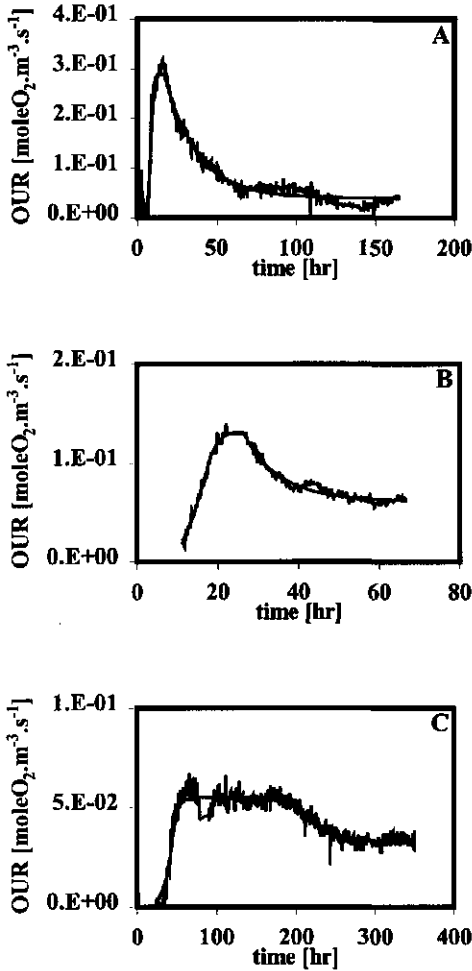 A
OUR [moleO₂.m⁻³.s⁻¹]
4.E-01
3.E-01
2.E-01
1.E-01
0.E+00
0 50 100 150 200
time [hr]
B
OUR [moleO₂.m⁻³.s⁻¹]
2.E-01
1.E-01
0.E+00
0 20 40 60 80
time [hr]
C
OUR [moleO₂.m⁻³.s⁻¹]
1.E-01
5.E-02
0.E+00
0 100 200 300 400
time [hr]